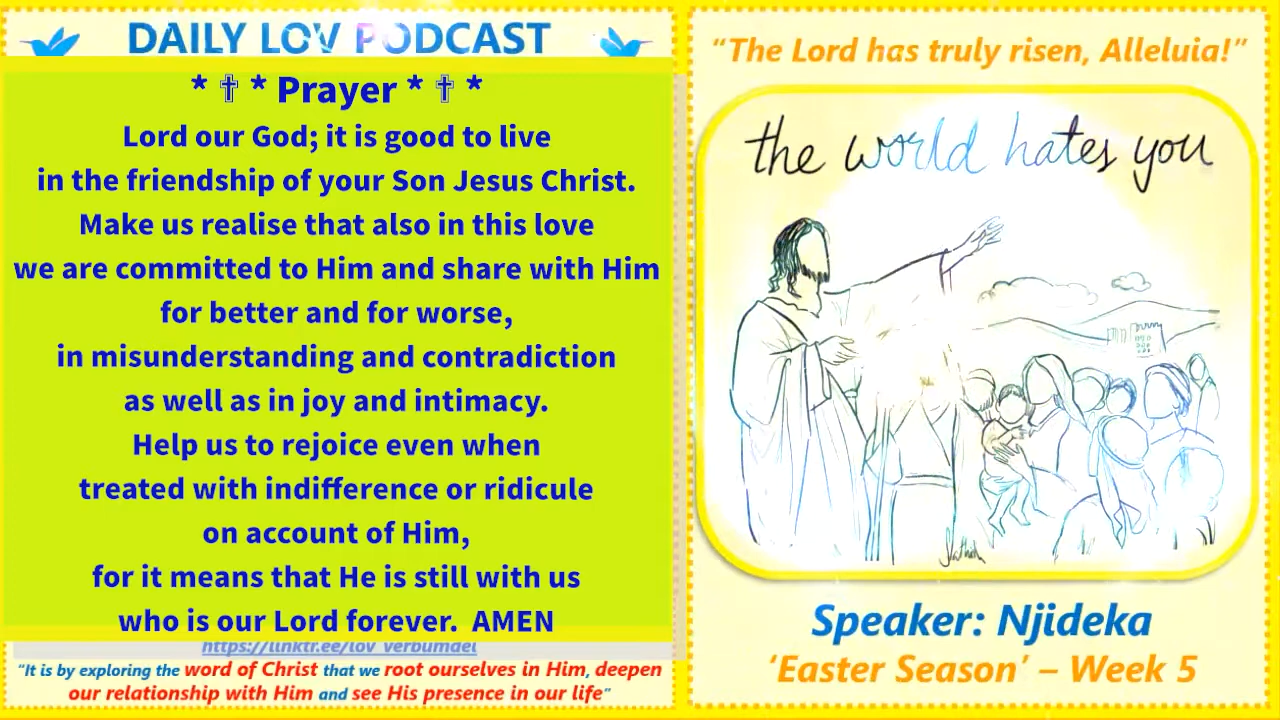 DAILY LOV PODCAST
* ✞ * Prayer * ✞ *
Lord our God; it is good to live
in the friendship of your Son Jesus Christ.
Make us realise that also in this love
we are committed to Him and share with Him
for better and for worse,
in misunderstanding and contradiction
as well as in joy and intimacy.
Help us to rejoice even when
treated with indifference or ridicule
on account of Him,
for it means that He is still with us
who is our Lord forever. AMEN
https://linktr.ee/lov_verbumdei
“It is by exploring the word of Christ that we root ourselves in Him, deepen
our relationship with Him and see His presence in our life”
“The Lord has truly risen, Alleluia!”
the world hates you
Speaker: Njideka
‘Easter Season’ – Week 5